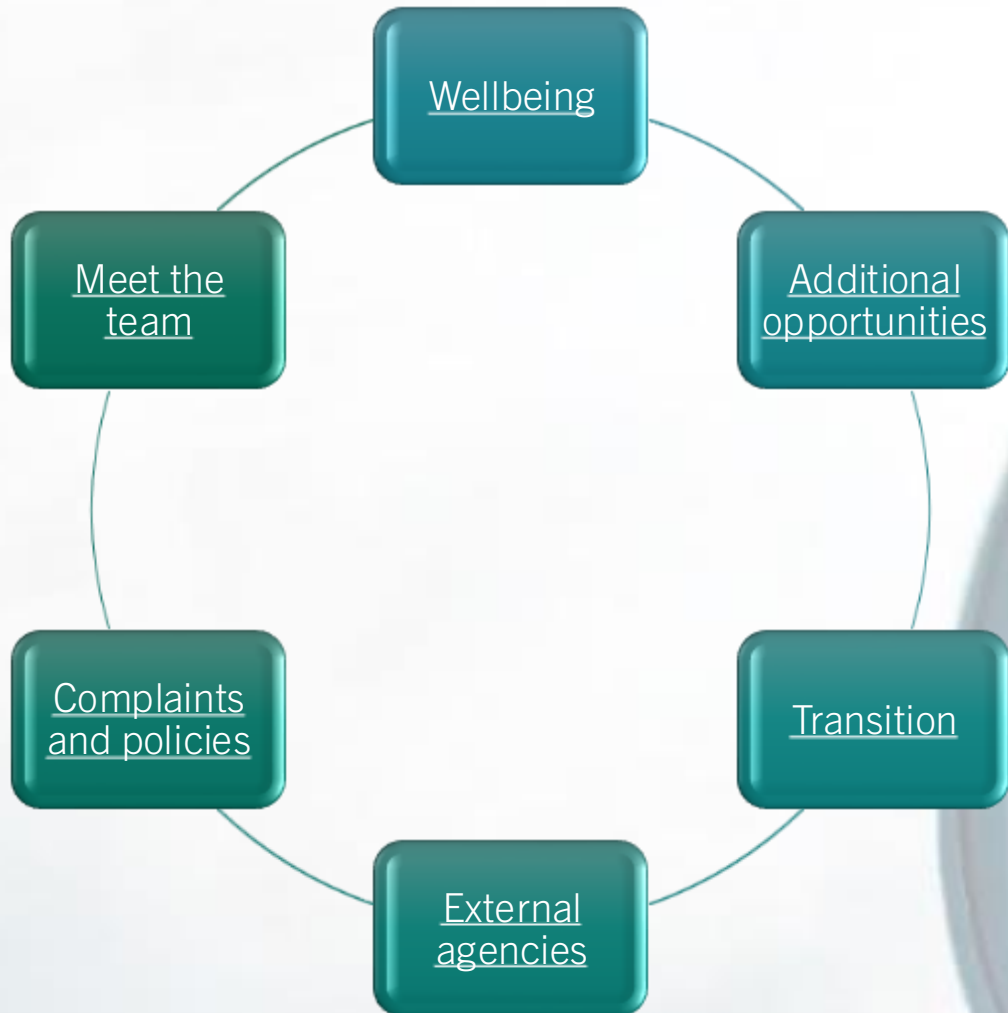 Wellbeing
Additional
opportunities
Transition
External
agencies
Complaints
and policies
Meet the
team